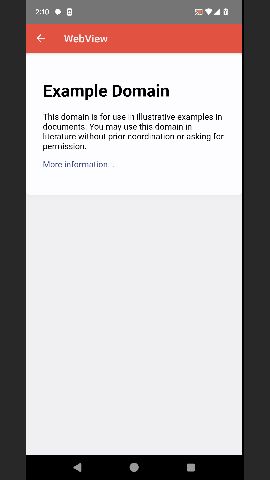 2:10
WebView
Example Domain
This domain is for use in illustrative examples in
documents. You may use this domain in
literature without prior coordination or asking for
permission.
More information...